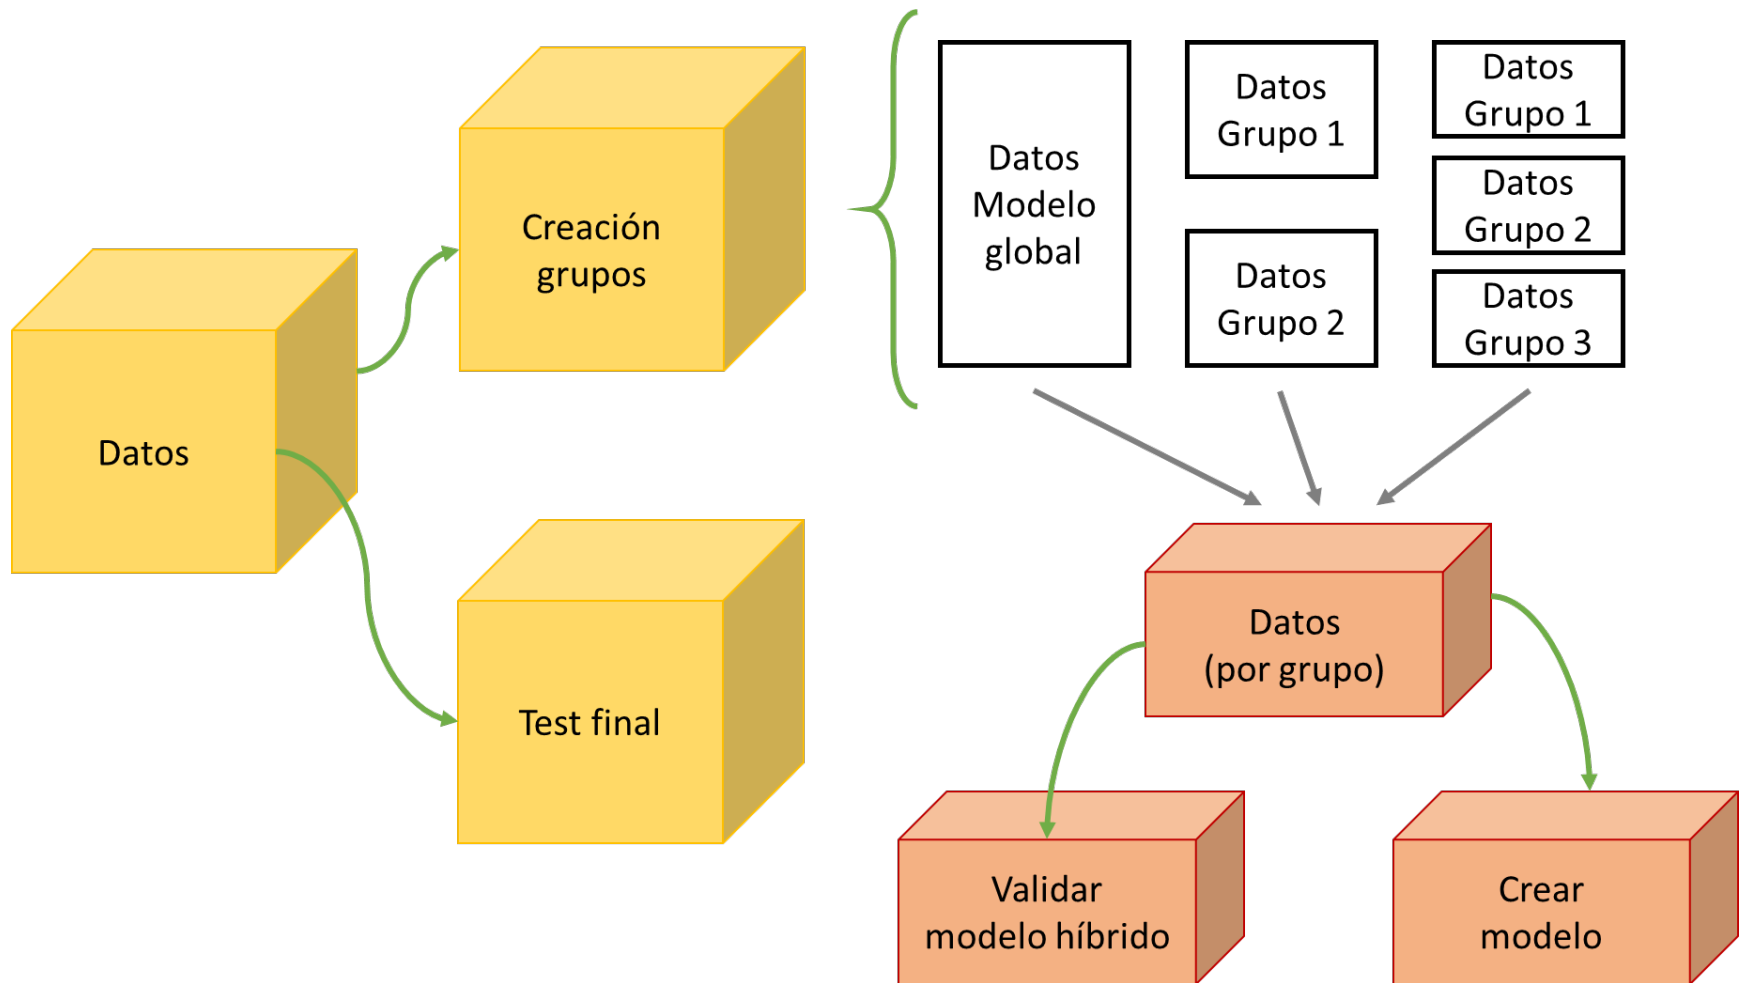 Datos
Creación
grupos
Test final
Datos
Modelo
global
Datos
Grupo 1
Datos
Grupo 2
Datos
Grupo 1
Datos
Grupo 2
Datos
Grupo 3
Datos
(por grupo)
Validar
modelo híbrido
Crear
modelo